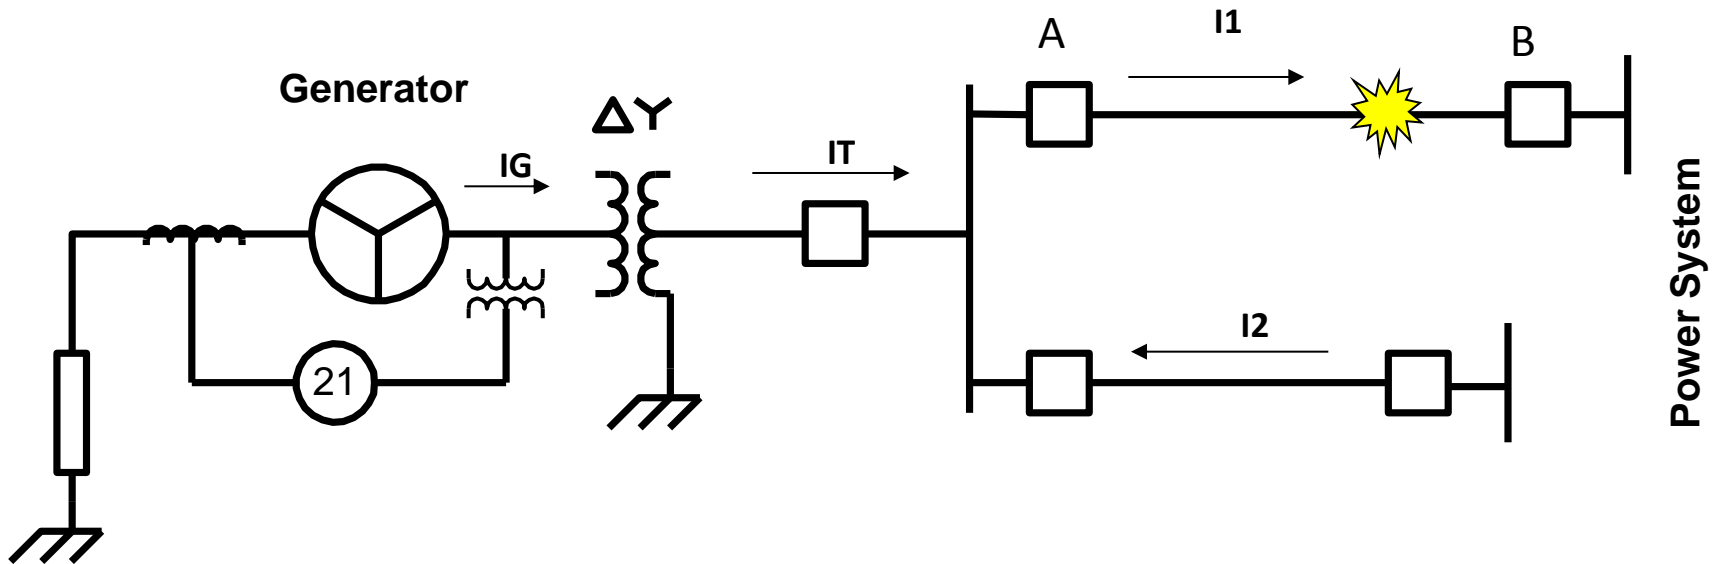 A
I1
B
Generator
ΔY
IG
IT
I2
21
Power System